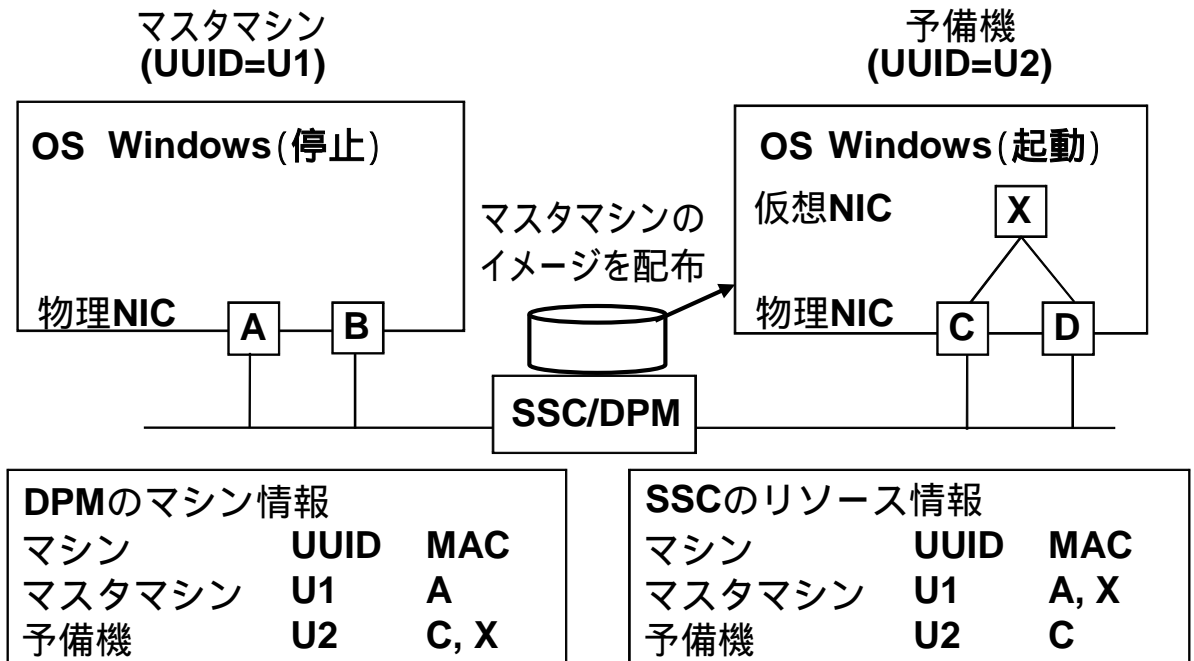 マスタマシン
(UUID=U1)
OS Windows(停止)
物理NIC
A
B
マスタマシンの
イメージを配布
SSC/DPM
予備機
(UUID=U2)
OS Windows(起動)
仮想NIC
X
物理NIC
C
D
DPMのマシン情報
マシン UUID MAC
マスタマシン U1 A
予備機 U2 C, X
SSCのリソース情報
マシン UUID MAC
マスタマシン U1 A, X
予備機 U2 C